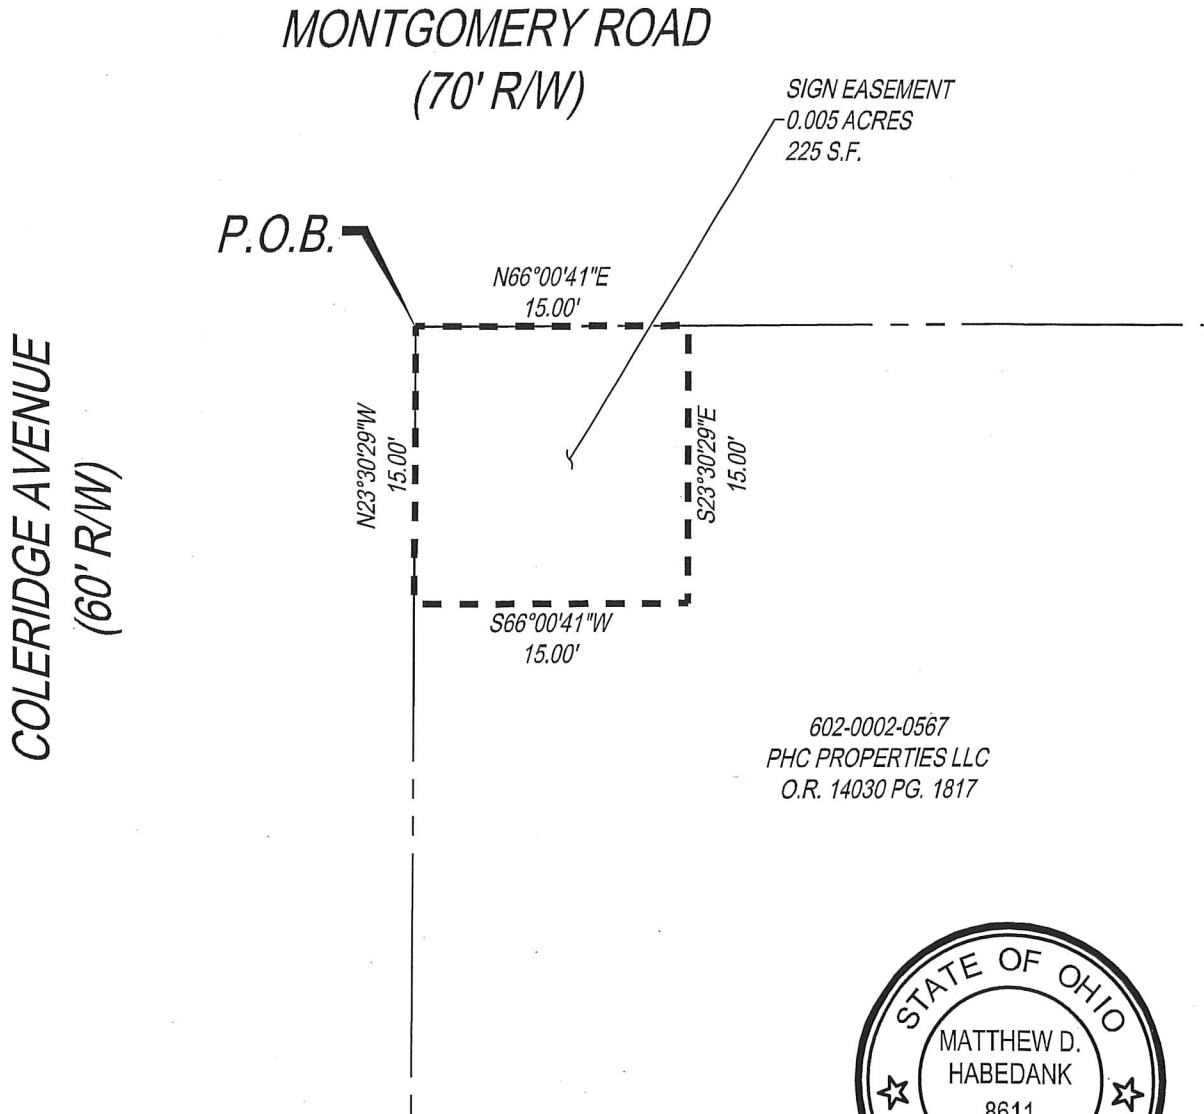 MONTGOMERY ROAD
(70' R/W)
SIGN EASEMENT
0.005 ACRES
225 S.F.
P.O.B.
N66°00'41"E
15.00'
COLERIDGE AVENUE
(60' R/W)
N23°30'29"W
15.00'
S23°30'29"E
15.00'
S66°00'41"W
15.00'
602-0002-0567
PHC PROPERTIES LLC
O.R. 14030 PG. 1817
STATE OF OHIO
MATTHEW D.
HABEDANK
8611